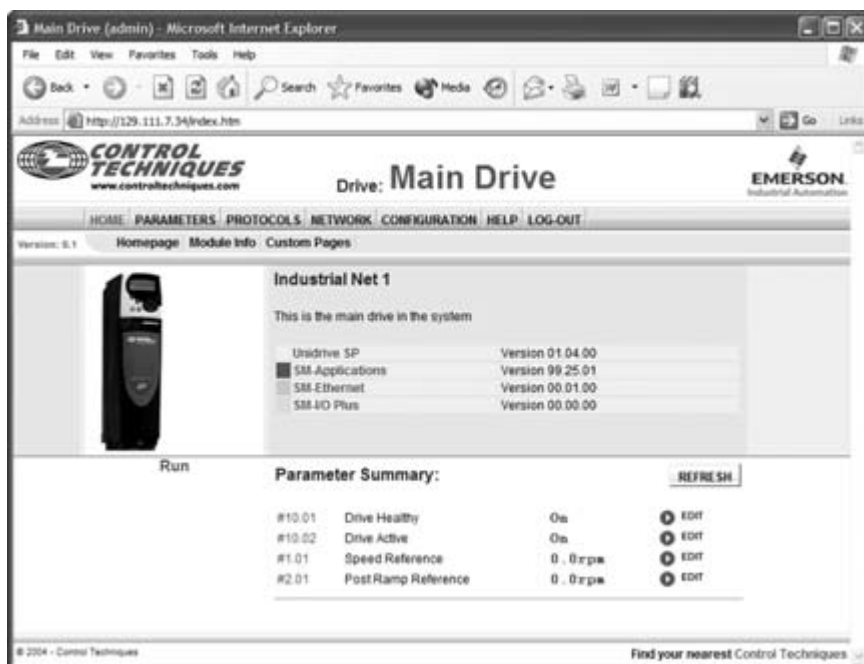 Main Drive (admin) - Microsoft Internet Explorer
File Edit View Favorites Tools Help
Back Search Favorites Media
Address http://129.111.7.34/index.htm Go Links
CONTROL TECHNIQUES
www.controltechniques.com
Drive: Main Drive
EMERSON
Industrial Automation
HOME PARAMETERS PROTOCOLS NETWORK CONFIGURATION HELP LOG-OUT
Version: 0.1 Homepage Module Info Custom Pages
Industrial Net 1
This is the main drive in the system
Unidrive SP Version 01.04.00
SM-Applications Version 99.25.01
SM-Ethernet Version 00.01.00
SM-I/O Plus Version 00.00.00
Run
Parameter Summary: REFRESH
#10.01 Drive Healthy On EDIT
#10.02 Drive Active On EDIT
#1.01 Speed Reference 0.0rpm EDIT
#2.01 Post Ramp Reference 0.0rpm EDIT
© 2004 - Control Techniques Find your nearest Control Techniques